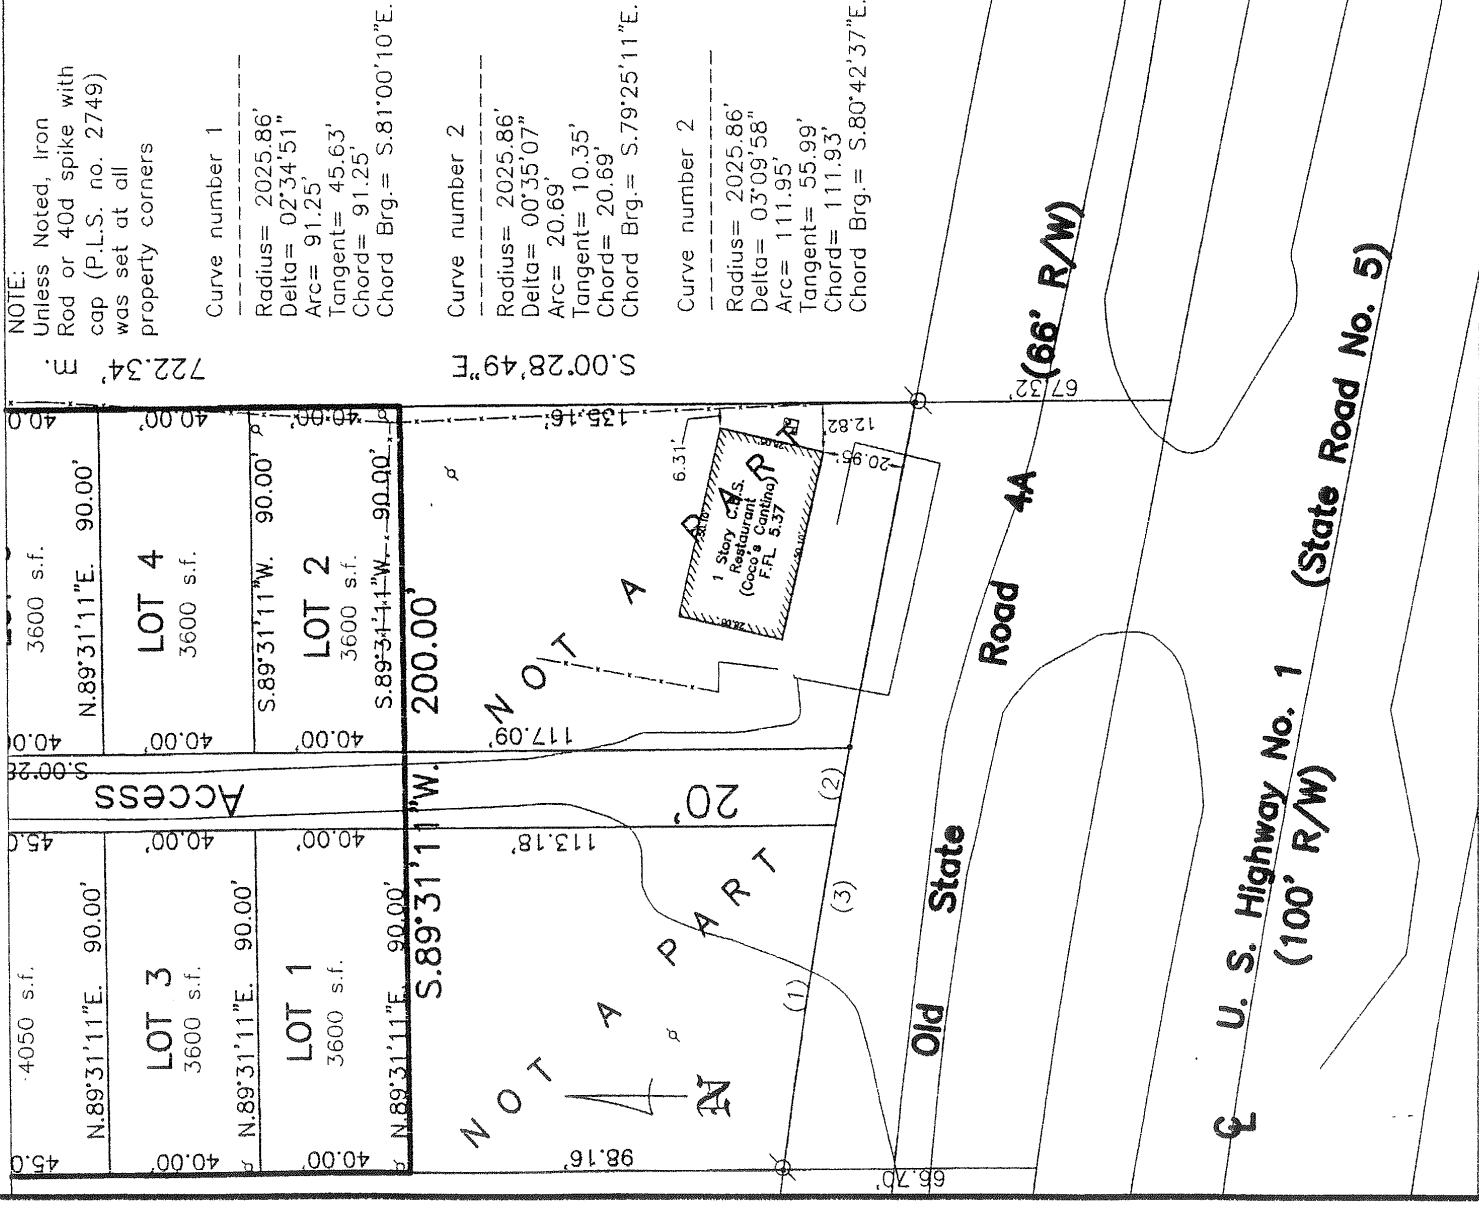 NOTE:
Unless Noted, Iron
Rod or 40d spike with
cap (P.L.S. no. 2749)
was set at all
property corners
Curve number 1
Radius= 2025.86'
Delta= 02°34'51"
Arc= 91.25'
Tangent= 45.63'
Chord= 91.25'
Chord Brg.= S.81°00'10"E.
Curve number 2
Radius= 2025.86'
Delta= 00°35'07"
Arc= 20.69'
Tangent= 10.35'
Chord= 20.69'
Chord Brg.= S.79°25'11"E.
Curve number 2
Radius= 2025.86'
Delta= 03°09'58"
Arc= 111.95'
Tangent= 55.99'
Chord= 111.93'
Chord Brg.= S.80°42'37"E.
E.
722.34'
S.00°28'49"E
40.0
40.00'
40.00'
135.16'
3600 s.f.
N.89°31'11"E. 90.00'
LOT 4
3600 s.f.
S.89°31'11"W. 90.00'
LOT 2
3600 s.f.
S.89°31'11"W. 90.00'
40.00
40.00'
40.00'
117.09'
S.00°28
Access
20'
45.0
40.00'
40.00'
113.18'
4050 s.f.
N.89°31'11"E. 90.00'
LOT 3
3600 s.f.
N.89°31'11"E. 90.00'
LOT 1
3600 s.f.
N.89°31'11"E. 90.00'
45.0
40.00'
40.00'
98.16'
S.89°31'11"W. 200.00'
NOT A PART
NOT A PART
6.31'
12.82
20.95'
28.00'
50.10'
1 Story C.B.S.
Restaurant
(Coco's Cantina)
F.FL 5.37
(1)
(2)
(3)
N
67.32'
66.70'
Old State Road 4A (66' R/W)
U. S. Highway No. 1 (State Road No. 5)
(100' R/W)
CL